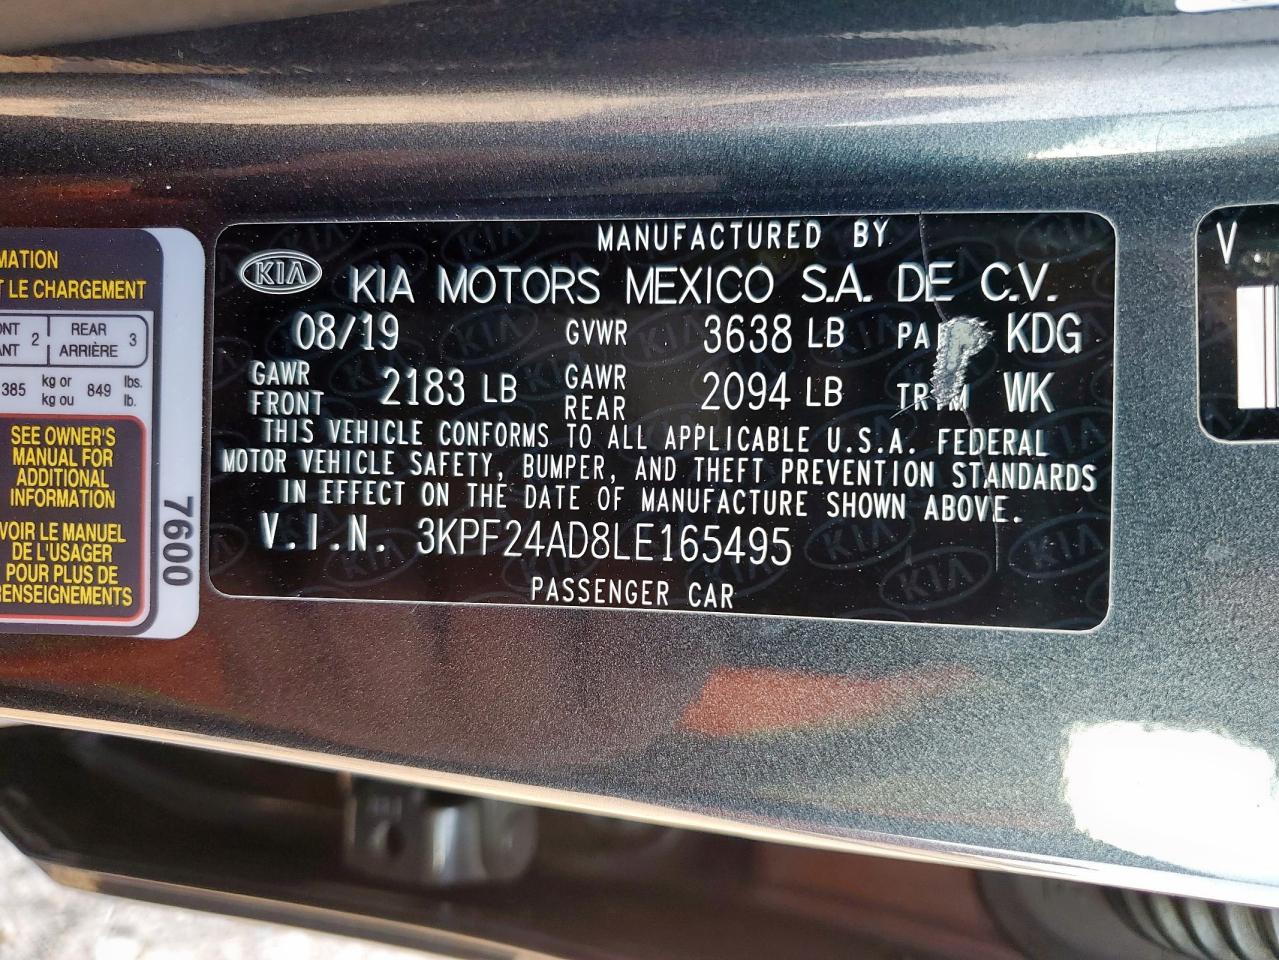 MATION
T LE CHARGEMENT
NT 2 REAR 3
ANT ARRIÈRE
385 kg or 849 lbs.
kg ou lb.
SEE OWNER'S
MANUAL FOR
ADDITIONAL
INFORMATION
VOIR LE MANUEL
DE L'USAGER
POUR PLUS DE
RENSEIGNEMENTS
7600
MANUFACTURED BY
KIA KIA MOTORS MEXICO S.A. DE C.V.
08/19 GVWR 3638 LB PA KDG
GAWR FRONT 2183 LB GAWR REAR 2094 LB TRIM WK
THIS VEHICLE CONFORMS TO ALL APPLICABLE U.S.A. FEDERAL
MOTOR VEHICLE SAFETY, BUMPER, AND THEFT PREVENTION STANDARDS
IN EFFECT ON THE DATE OF MANUFACTURE SHOWN ABOVE.
V.I.N. 3KPF24AD8LE165495
PASSENGER CAR
V.